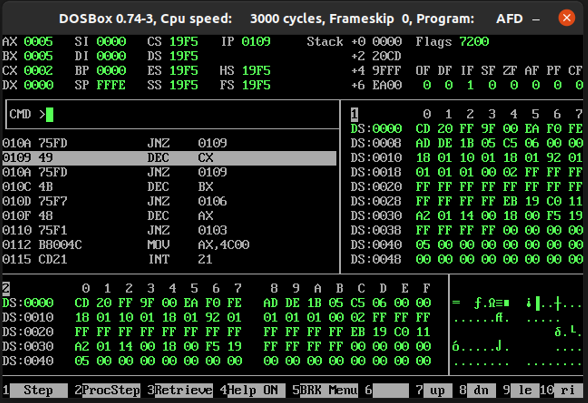 DOSBox 0.74-3, Cpu speed: 3000 cycles, Frameskip 0, Program: AFD
AX 0005 SI 0000 CS 19F5 IP 0109 Stack +0 0000 Flags 7200
BX 0005 DI 0000 DS 19F5 +2 20CD
CX 0002 BP 0000 ES 19F5 HS 19F5 +4 9FFF OF DF IF SF ZF AF PF CF
DX 0000 SP FFFE SS 19F5 FS 19F5 +6 EA00 0 0 1 0 0 0 0 0
CMD >
1 0 1 2 3 4 5 6 7
DS:0000 CD 20 FF 9F 00 EA F0 FE
010A 75FD JNZ 0109 DS:0008 AD DE 1B 05 C5 06 00 00
0109 49 DEC CX DS:0010 18 01 10 01 18 01 92 01
010A 75FD JNZ 0109 DS:0018 01 01 01 00 02 FF FF FF
010C 4B DEC BX DS:0020 FF FF FF FF FF FF FF FF
010D 75F7 JNZ 0106 DS:0028 FF FF FF FF EB 19 C0 11
010F 48 DEC AX DS:0030 A2 01 14 00 18 00 F5 19
0110 75F1 JNZ 0103 DS:0038 FF FF FF FF 00 00 00 00
0112 B8004C MOV AX,4C00 DS:0040 05 00 00 00 00 00 00 00
0115 CD21 INT 21 DS:0048 00 00 00 00 00 00 00 00
2 0 1 2 3 4 5 6 7 8 9 A B C D E F
DS:0000 CD 20 FF 9F 00 EA F0 FE AD DE 1B 05 C5 06 00 00
DS:0010 18 01 10 01 18 01 92 01 01 01 01 00 02 FF FF FF
DS:0020 FF FF FF FF FF FF FF FF FF FF FF FF EB 19 C0 11
DS:0030 A2 01 14 00 18 00 F5 19 FF FF FF FF 00 00 00 00
DS:0040 05 00 00 00 00 00 00 00 00 00 00 00 00 00 00 00
1 Step 2ProcStep 3Retrieve 4Help ON 5BRK Menu 6 7 up 8 dn 9 le 10 ri